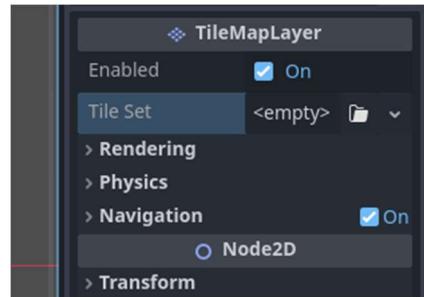 TileMapLayer
Enabled On
Tile Set <empty>
Rendering
Physics
Navigation On
Node2D
Transform